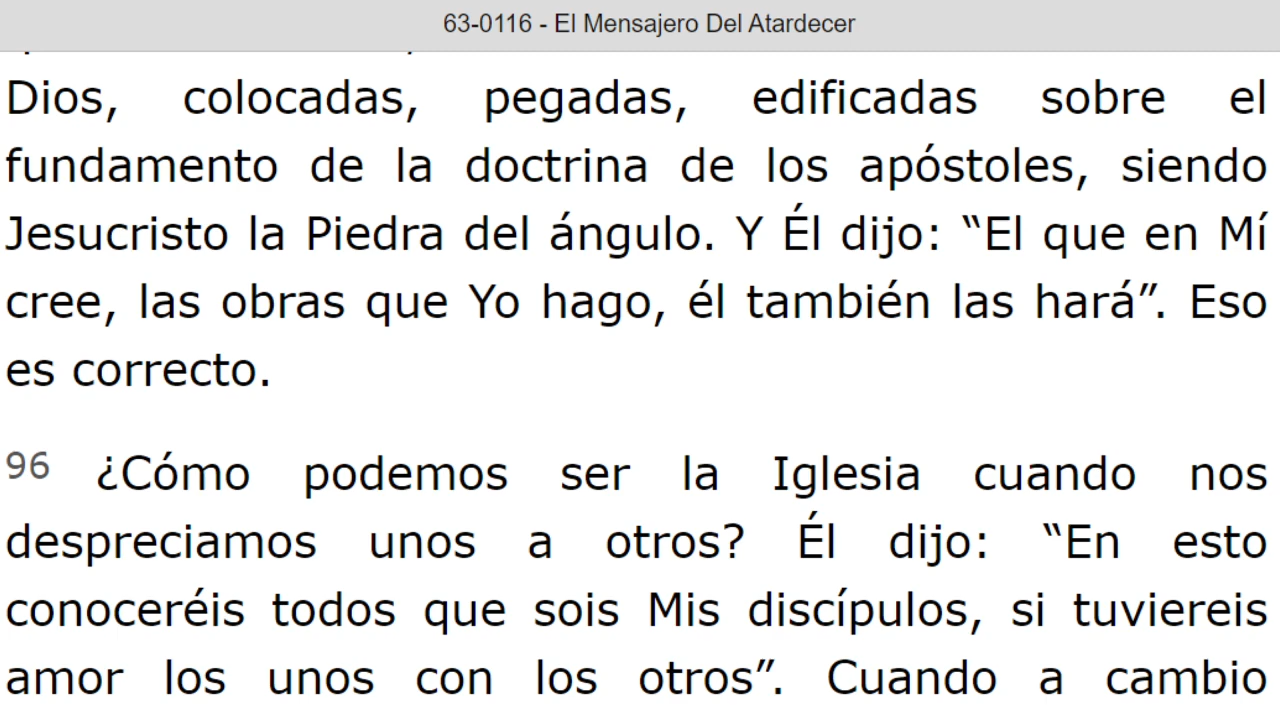 63-0116 - El Mensajero Del Atardecer
Dios, colocadas, pegadas, edificadas sobre el
fundamento de la doctrina de los apóstoles, siendo
Jesucristo la Piedra del ángulo. Y Él dijo: “El que en Mí
cree, las obras que Yo hago, él también las hará”. Eso
es correcto.
96 ¿Cómo podemos ser la Iglesia cuando nos
despreciamos unos a otros? Él dijo: “En esto
conoceréis todos que sois Mis discípulos, si tuviereis
amor los unos con los otros”. Cuando a cambio